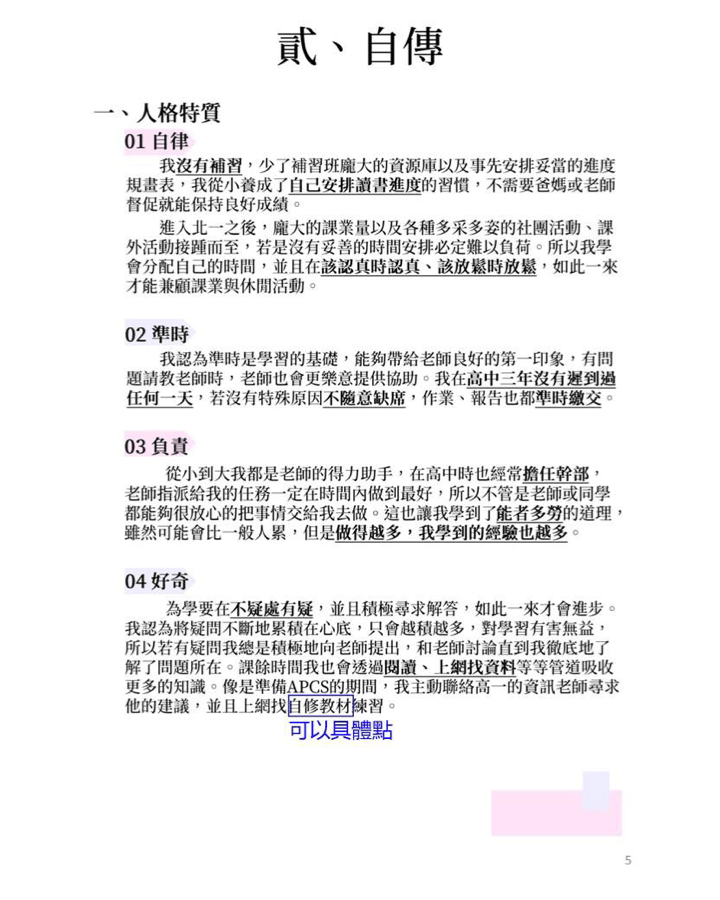 貳、自傳
一、人格特質
01 自律
我沒有補習，少了補習班龐大的資源庫以及事先安排妥當的進度
規畫表，我從小養成了自己安排讀書進度的習慣，不需要爸媽或老師
督促就能保持良好成績。
進入北一之後，龐大的課業量以及各種多采多姿的社團活動、課
外活動接踵而至，若是沒有妥善的時間安排必定難以負荷。所以我學
會分配自己的時間，並且在該認真時認真、該放鬆時放鬆，如此一來
才能兼顧課業與休閒活動。
02 準時
我認為準時是學習的基礎，能夠帶給老師良好的第一印象，有問
題請教老師時，老師也會更樂意提供協助。我在高中三年沒有遲到過
任何一天，若沒有特殊原因不隨意缺席，作業、報告也都準時繳交。
03 負責
從小到大我都是老師的得力助手，在高中時也經常擔任幹部，
老師指派給我的任務一定在時間內做到最好，所以不管是老師或同學
都能夠很放心的把事情交給我去做。這也讓我學到了能者多勞的道理，
雖然可能會比一般人累，但是做得越多，我學到的經驗也越多。
04 好奇
為學要在不疑處有疑，並且積極尋求解答，如此一來才會進步。
我認為將疑問不斷地累積在心底，只會越積越多，對學習有害無益，
所以若有疑問我總是積極地向老師提出，和老師討論直到我徹底地了
解了問題所在。課餘時間我也會透過閱讀、上網找資料等等管道吸收
更多的知識。像是準備APCS的期間，我主動聯絡高一的資訊老師尋求
他的建議，並且上網找自修教材練習。
可以具體點
5